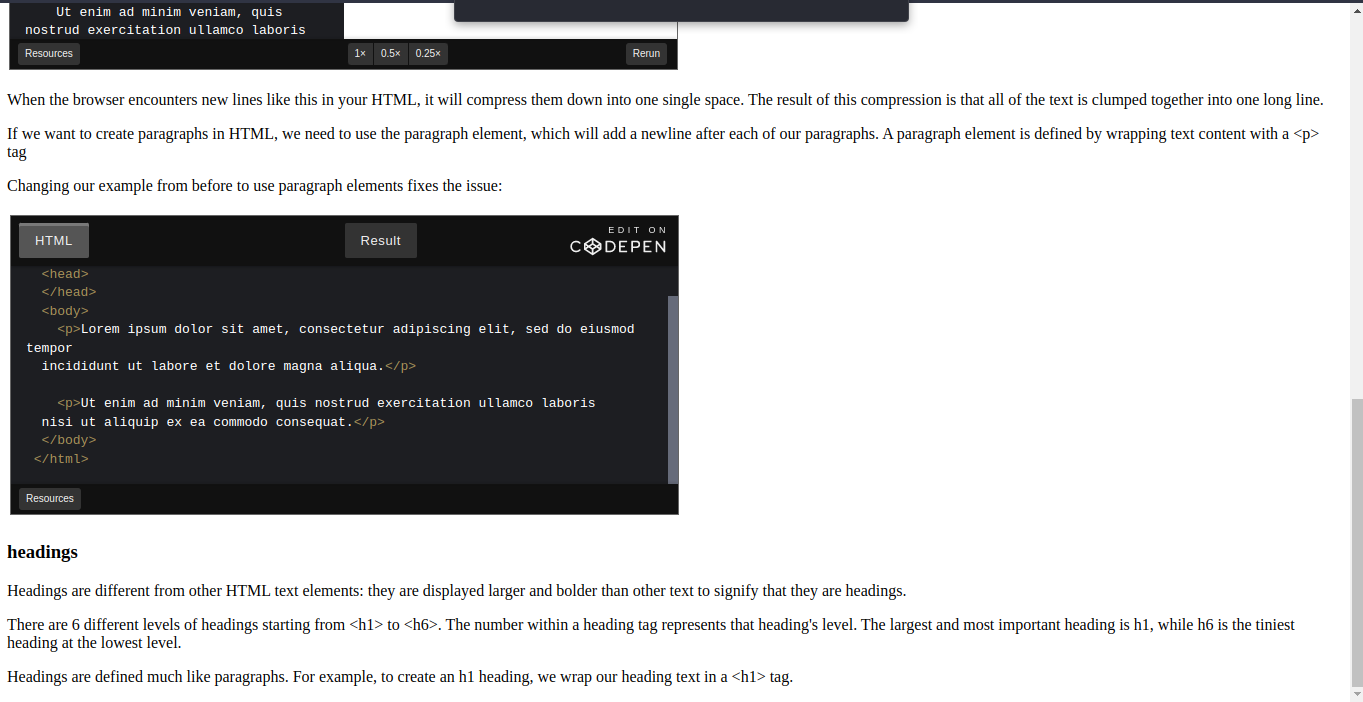 Ut enim ad minim veniam, quis
nostrud exercitation ullamco laboris
Resources 1× 0.5× 0.25× Rerun
When the browser encounters new lines like this in your HTML, it will compress them down into one single space. The result of this compression is that all of the text is clumped together into one long line.
If we want to create paragraphs in HTML, we need to use the paragraph element, which will add a newline after each of our paragraphs. A paragraph element is defined by wrapping text content with a <p>
tag
Changing our example from before to use paragraph elements fixes the issue:
HTML Result EDIT ON
CODEPEN
<head>
</head>
<body>
<p>Lorem ipsum dolor sit amet, consectetur adipiscing elit, sed do eiusmod
tempor
incididunt ut labore et dolore magna aliqua.</p>
<p>Ut enim ad minim veniam, quis nostrud exercitation ullamco laboris
nisi ut aliquip ex ea commodo consequat.</p>
</body>
</html>
Resources
headings
Headings are different from other HTML text elements: they are displayed larger and bolder than other text to signify that they are headings.
There are 6 different levels of headings starting from <h1> to <h6>. The number within a heading tag represents that heading's level. The largest and most important heading is h1, while h6 is the tiniest
heading at the lowest level.
Headings are defined much like paragraphs. For example, to create an h1 heading, we wrap our heading text in a <h1> tag.